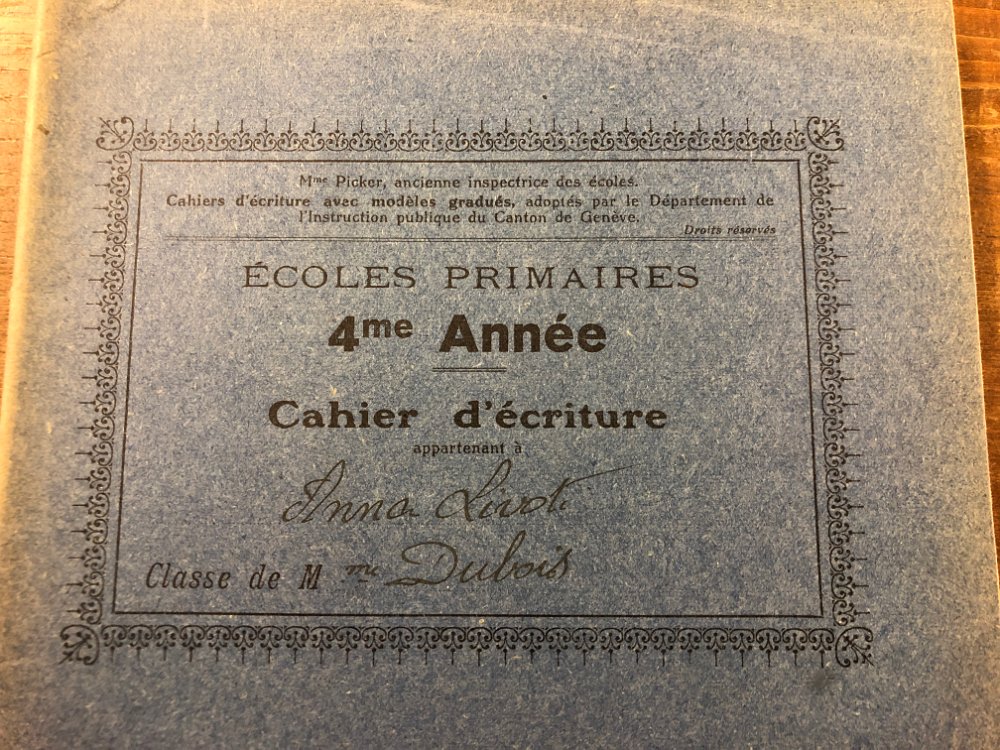 Mme Picker, ancienne inspectrice des écoles.
Cahiers d'écriture avec modèles gradués, adoptés par le Département de
l'Instruction publique du Canton de Genève.
Droits réservés
ÉCOLES PRIMAIRES
4me Année
Cahier d'écriture
appartenant à
Anna Livoti
Classe de Mme Dubois